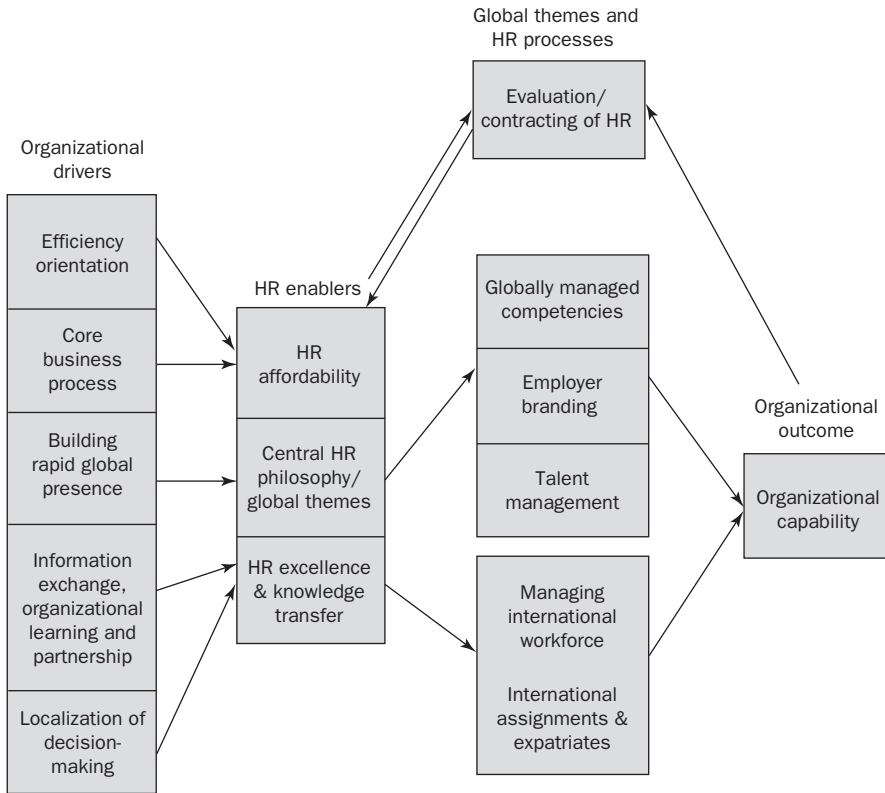 Global themes and
HR processes
Evaluation/
contracting of HR
Organizational
drivers
Efficiency
orientation
Core
business
process
Building
rapid global
presence
Information
exchange,
organizational
learning and
partnership
Localization of
decision-
making
HR enablers
HR
affordability
Central HR
philosophy/
global themes
HR excellence
& knowledge
transfer
Globally managed
competencies
Employer
branding
Talent
management
Managing
international
workforce
International
assignments &
expatriates
Organizational
outcome
Organizational
capability